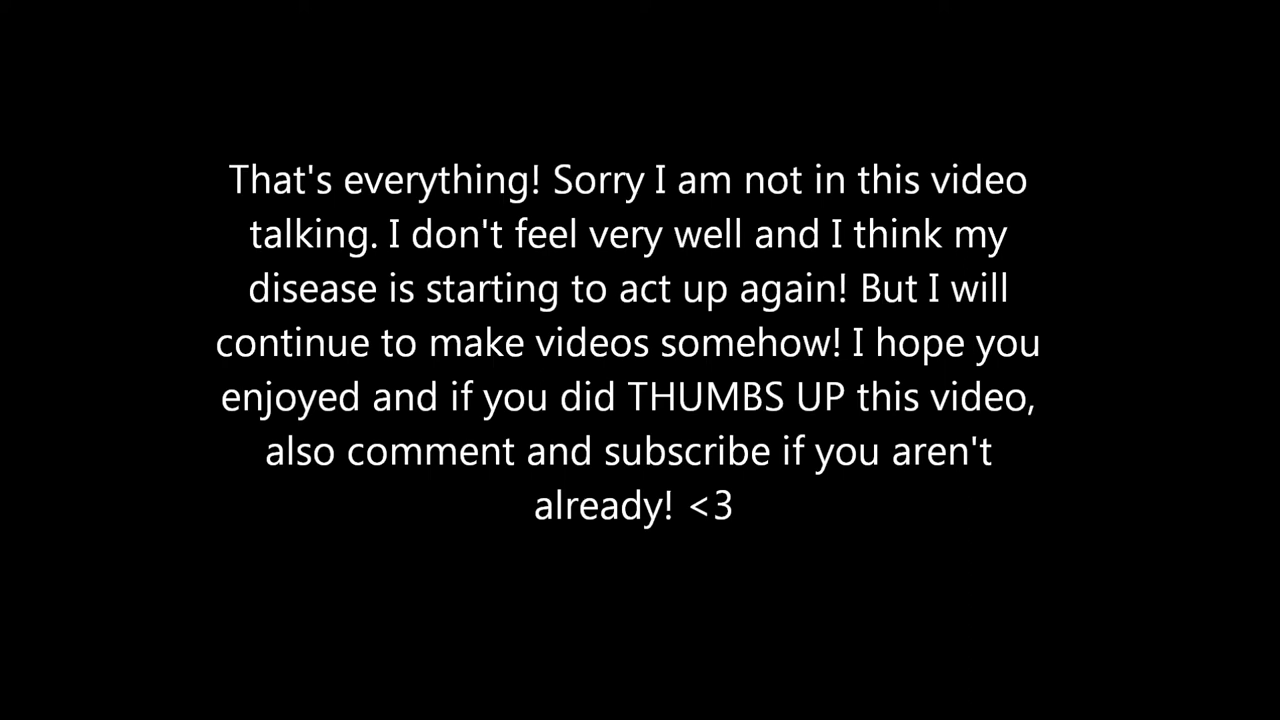 That's everything! Sorry I am not in this video
talking. I don't feel very well and I think my
disease is starting to act up again! But I will
continue to make videos somehow! I hope you
enjoyed and if you did THUMBS UP this video,
also comment and subscribe if you aren't
already! <3